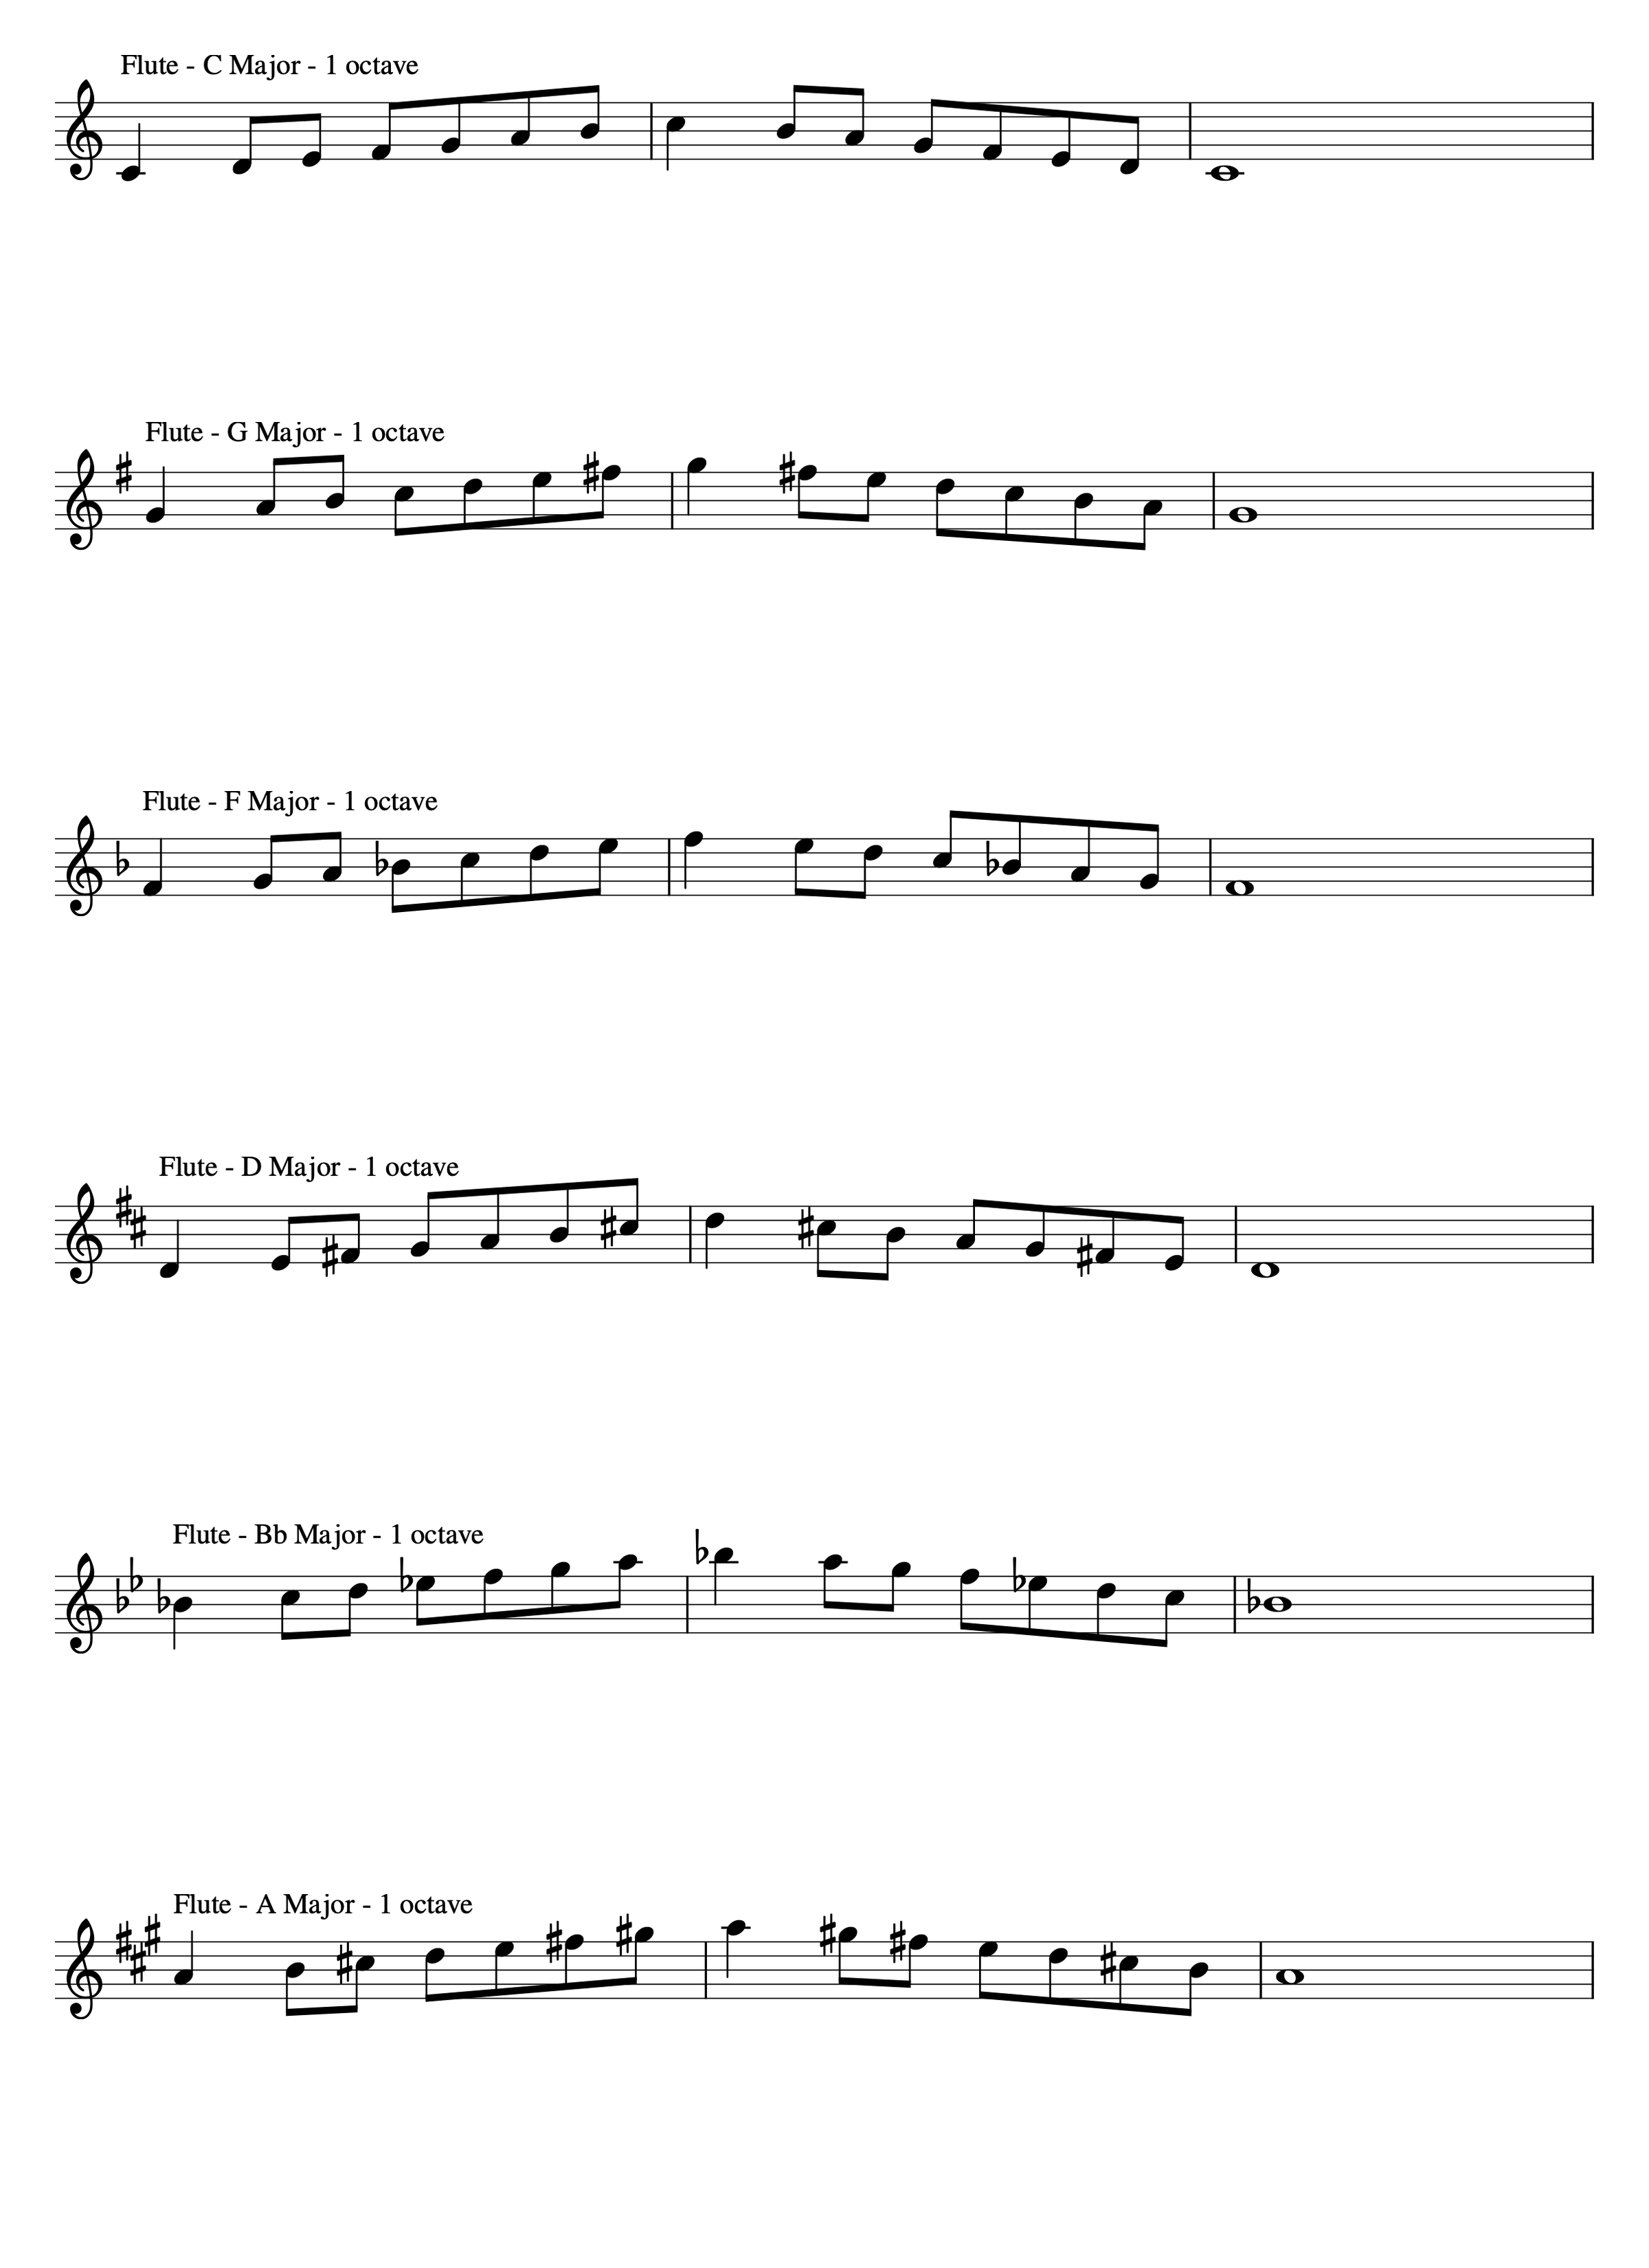 Flute - C Major - 1 octave
Flute - G Major - 1 octave
Flute - F Major - 1 octave
Flute - D Major - 1 octave
Flute - Bb Major - 1 octave
Flute - A Major - 1 octave